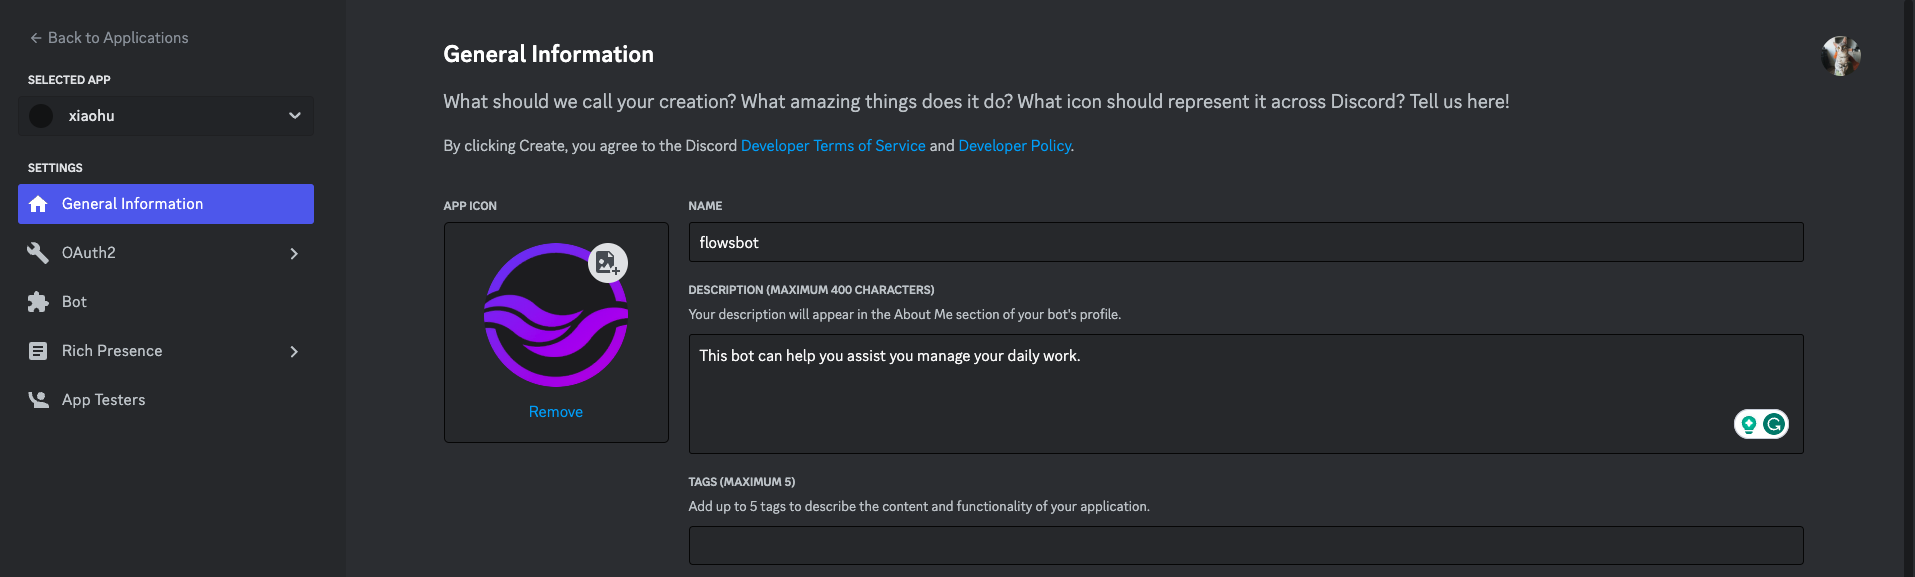 Back to Applications
SELECTED APP
xiaohu
SETTINGS
General Information
OAuth2
Bot
Rich Presence
App Testers
General Information
What should we call your creation? What amazing things does it do? What icon should represent it across Discord? Tell us here!
By clicking Create, you agree to the Discord Developer Terms of Service and Developer Policy.
APP ICON
Remove
NAME
flowsbot
DESCRIPTION (MAXIMUM 400 CHARACTERS)
Your description will appear in the About Me section of your bot's profile.
This bot can help you assist you manage your daily work.
TAGS (MAXIMUM 5)
Add up to 5 tags to describe the content and functionality of your application.